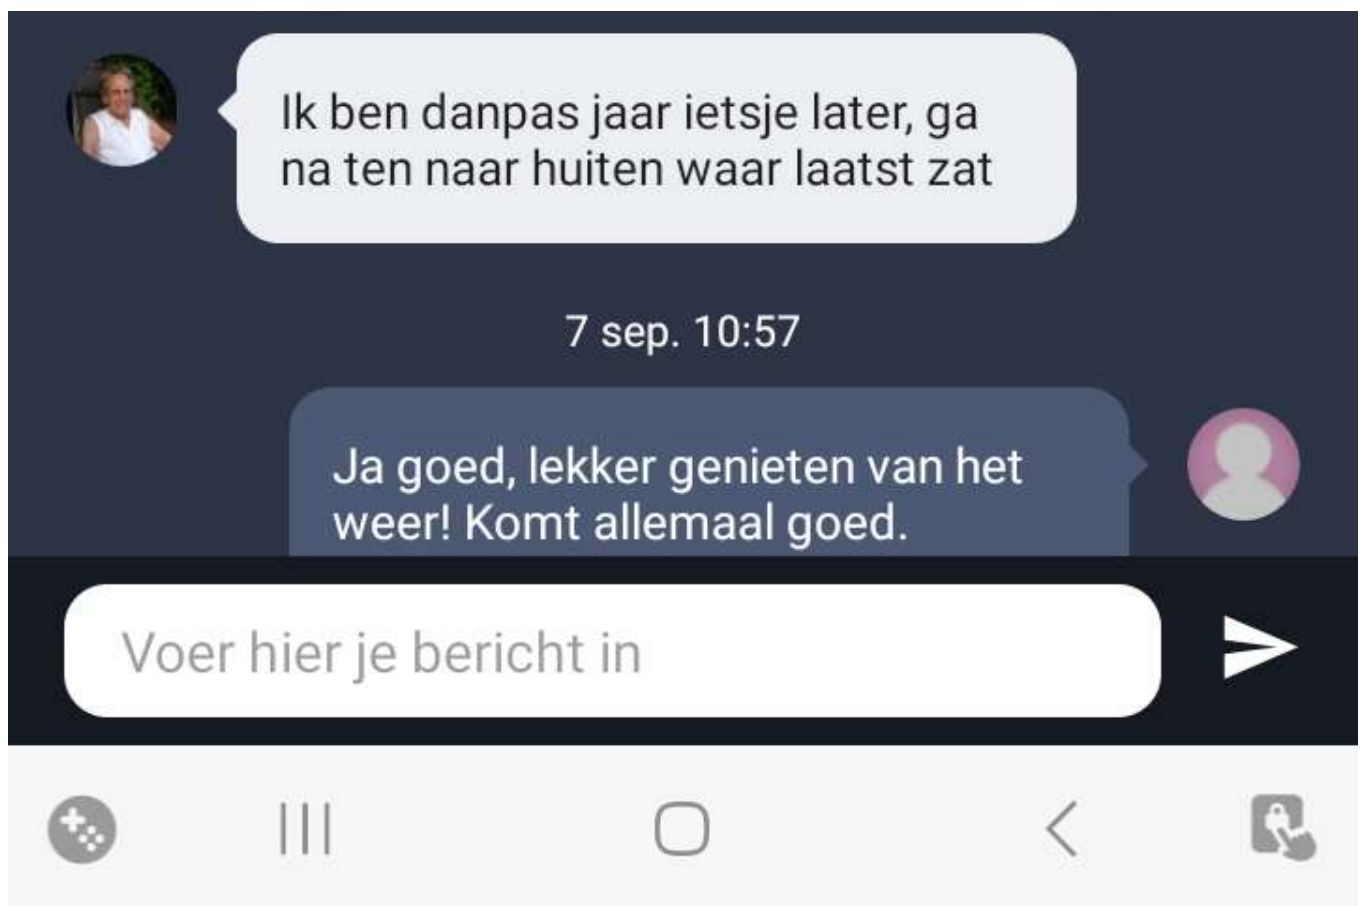 Ik ben danpas jaar ietsje later, ga
na ten naar huiten waar laatst zat
7 sep. 10:57
Ja goed, lekker genieten van het
weer! Komt allemaal goed.
Voer hier je bericht in